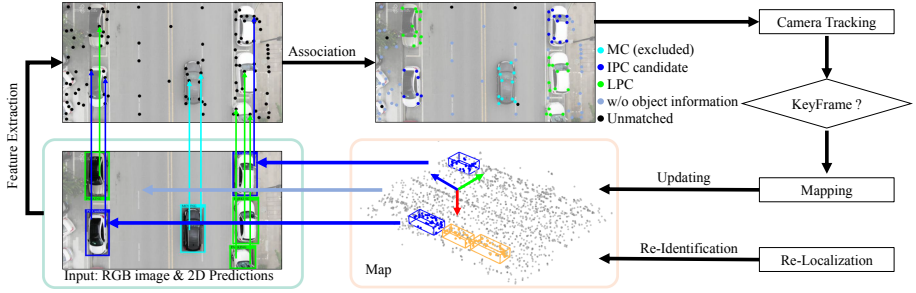 Feature Extraction
Association
MC (excluded)
IPC candidate
LPC
w/o object information
Unmatched
Camera Tracking
KeyFrame ?
Mapping
Updating
Re-Identification
Re-Localization
Map
Input: RGB image & 2D Predictions